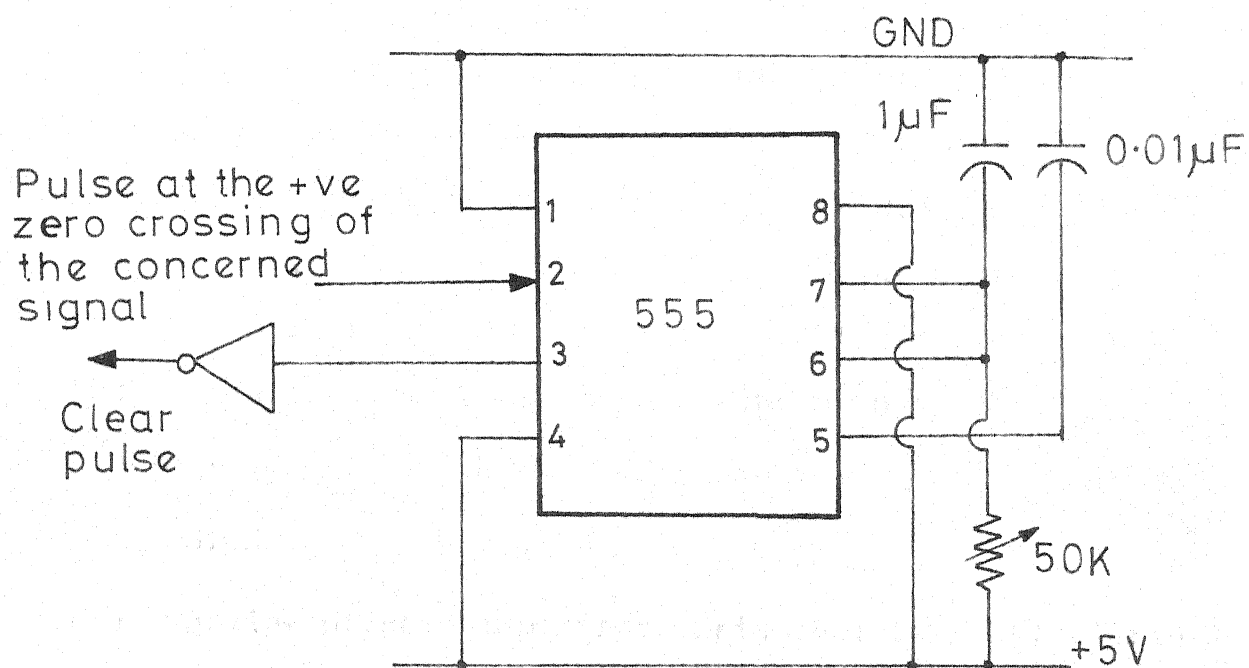 GND
1μF
0·01μF
Pulse at the +ve
zero crossing of
the concerned
signal
1
8
2
7
555
3
6
Clear
pulse
4
5
50K
+5V